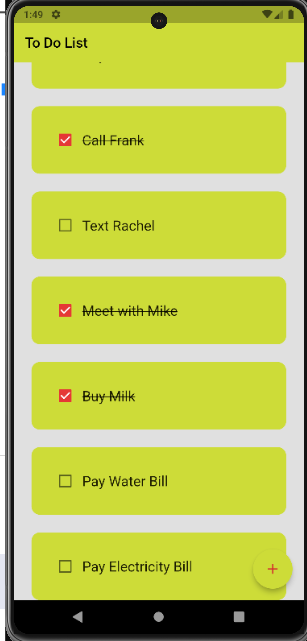 1:49
To Do List
Call Frank
Text Rachel
Meet with Mike
Buy Milk
Pay Water Bill
Pay Electricity Bill
+